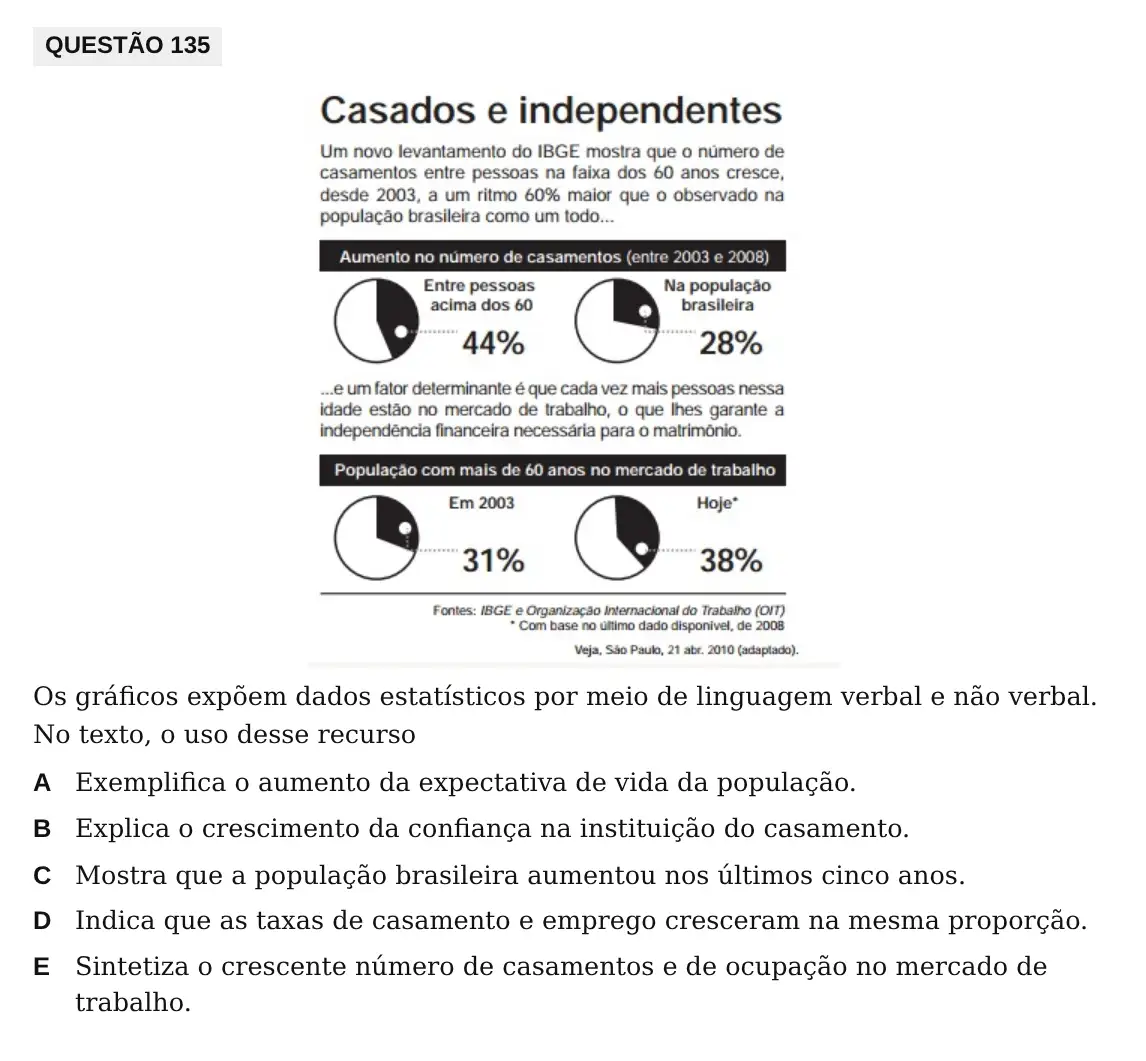 QUESTÃO 135
Casados e independentes
Um novo levantamento do IBGE mostra que o número de
casamentos entre pessoas na faixa dos 60 anos cresce,
desde 2003, a um ritmo 60% maior que o observado na
população brasileira como um todo...
Aumento no número de casamentos (entre 2003 e 2008)
Entre pessoas
acima dos 60
44%
Na população
brasileira
28%
...e um fator determinante é que cada vez mais pessoas nessa
idade estão no mercado de trabalho, o que lhes garante a
independência financeira necessária para o matrimônio.
População com mais de 60 anos no mercado de trabalho
Em 2003
31%
Hoje*
38%
Fontes: IBGE e Organização Internacional do Trabalho (OIT)
* Com base no último dado disponível, de 2008
Veja, São Paulo, 21 abr. 2010 (adaptado).
Os gráficos expõem dados estatísticos por meio de linguagem verbal e não verbal.
No texto, o uso desse recurso
A Exemplifica o aumento da expectativa de vida da população.
B Explica o crescimento da confiança na instituição do casamento.
C Mostra que a população brasileira aumentou nos últimos cinco anos.
D Indica que as taxas de casamento e emprego cresceram na mesma proporção.
E Sintetiza o crescente número de casamentos e de ocupação no mercado de
trabalho.